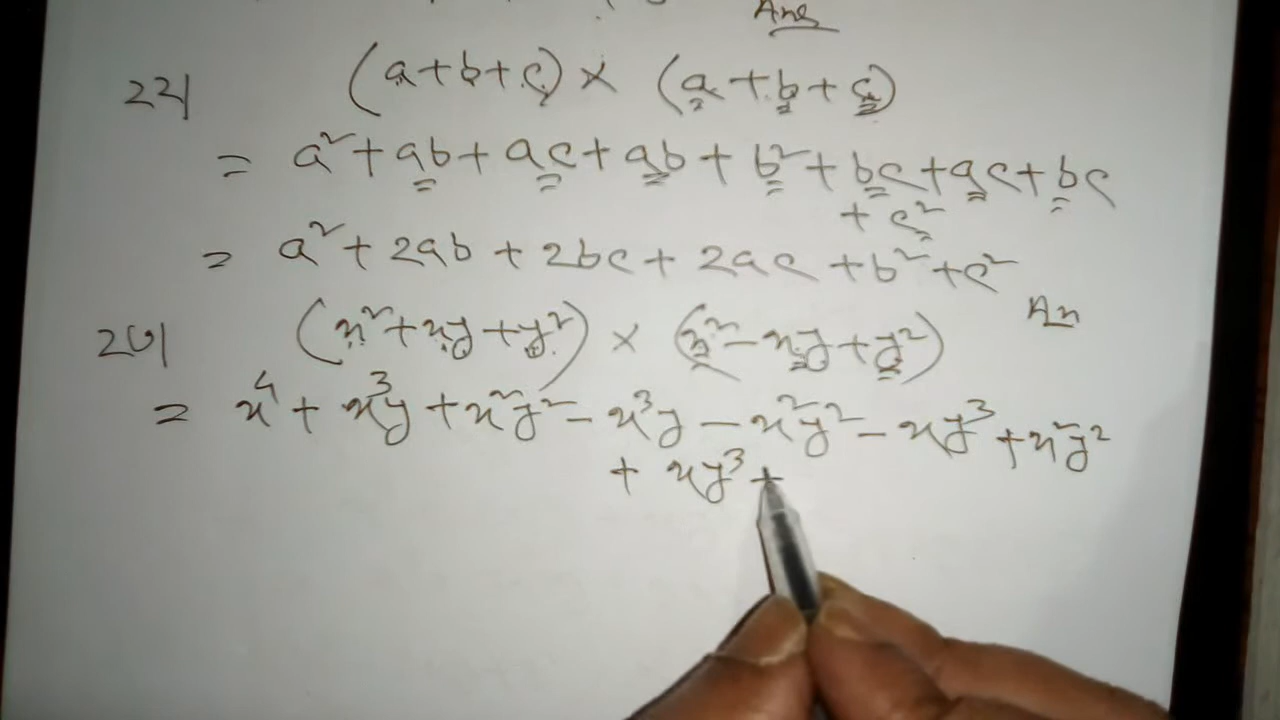 Ans
22| (a+b+c) × (a+b+c)
= a²+ab+ac+ab+b²+bc+ac+bc
+ c²
= a²+2ab+2bc+2ac+b²+c²
An
(x²+xy+y²) × (x²-xy+y²)
= x⁴+x³y+x²y²-x³y-x²y²-xy³+x²y²
+ xy³+